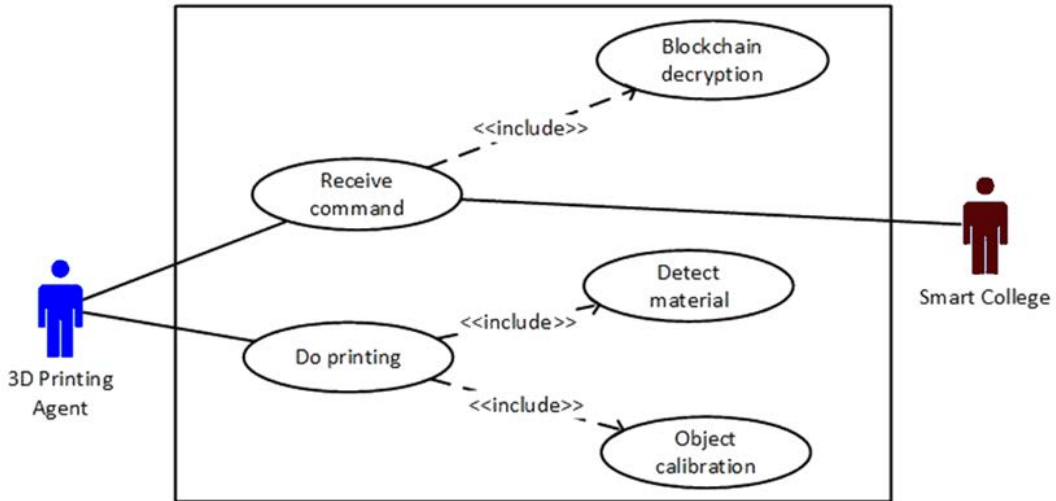 Blockchain
decryption
<<include>>
Receive
command
Detect
material
Smart College
<<include>>
Do printing
3D Printing
Agent
<<include>>
Object
calibration